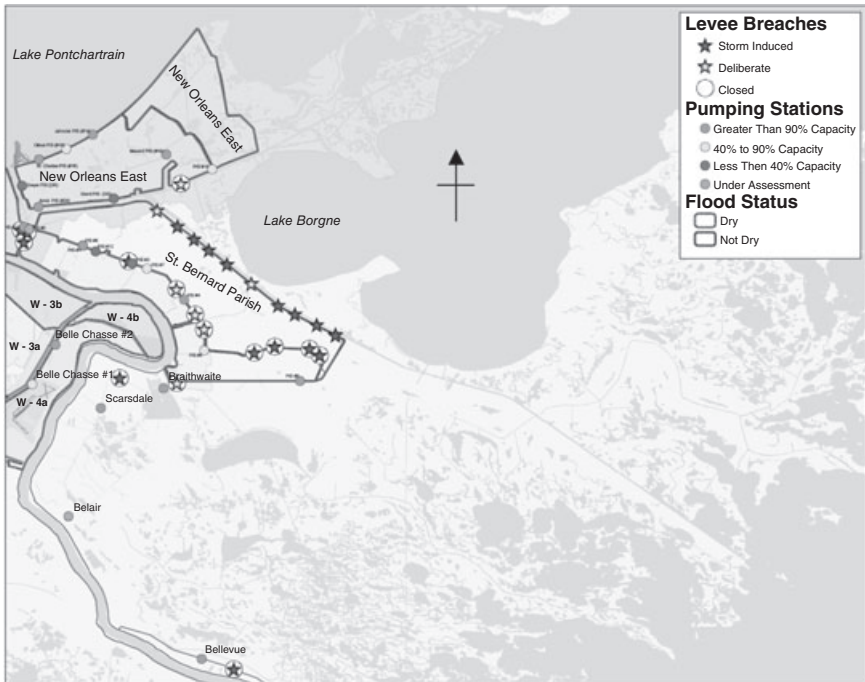 Lake Pontchartrain
New Orleans East
New Orleans East
Lake Borgne
St. Bernard Parish
W - 3b
W - 4b
Belle Chasse #2
W - 3a
Belle Chasse #1
Braithwaite
W - 4a
Scarsdale
Belair
Bellevue
Levee Breaches
Storm Induced
Deliberate
Closed
Pumping Stations
Greater Than 90% Capacity
40% to 90% Capacity
Less Then 40% Capacity
Under Assessment
Flood Status
Dry
Not Dry